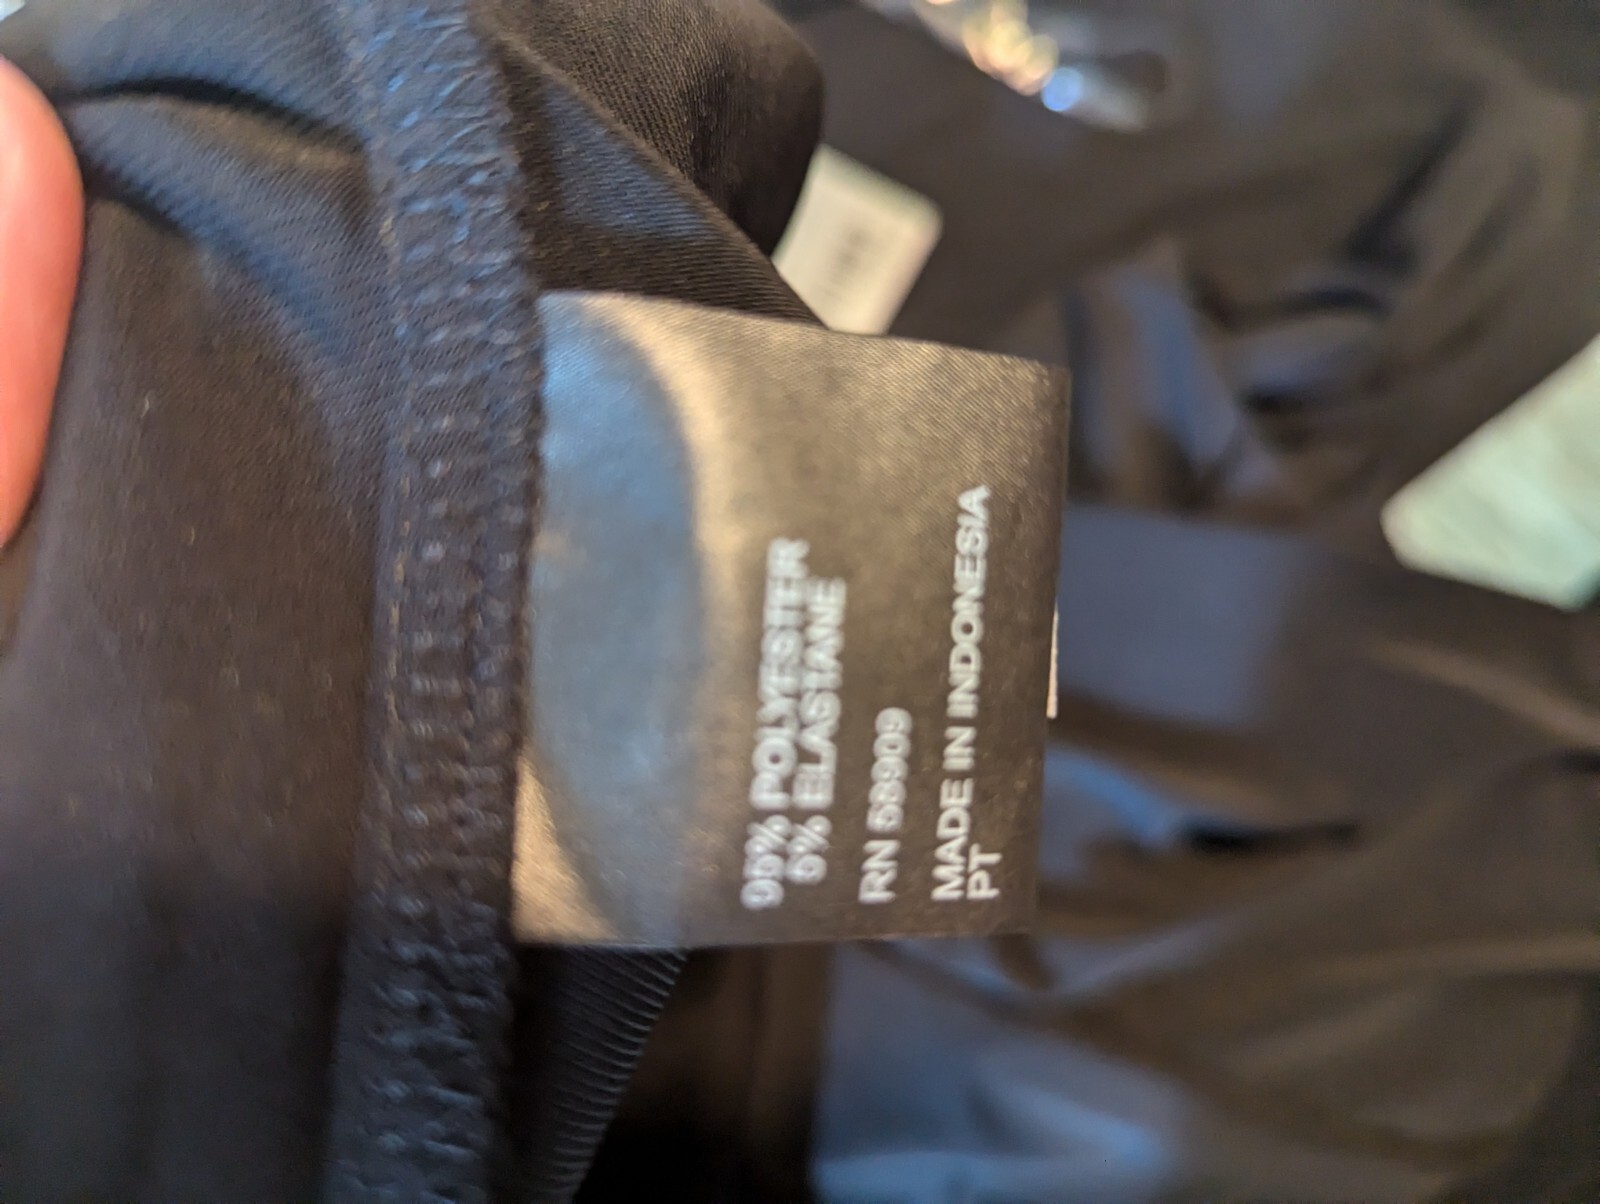 95% POLYESTER
5% ELASTANE
RN 58909
MADE IN INDONESIA
PT